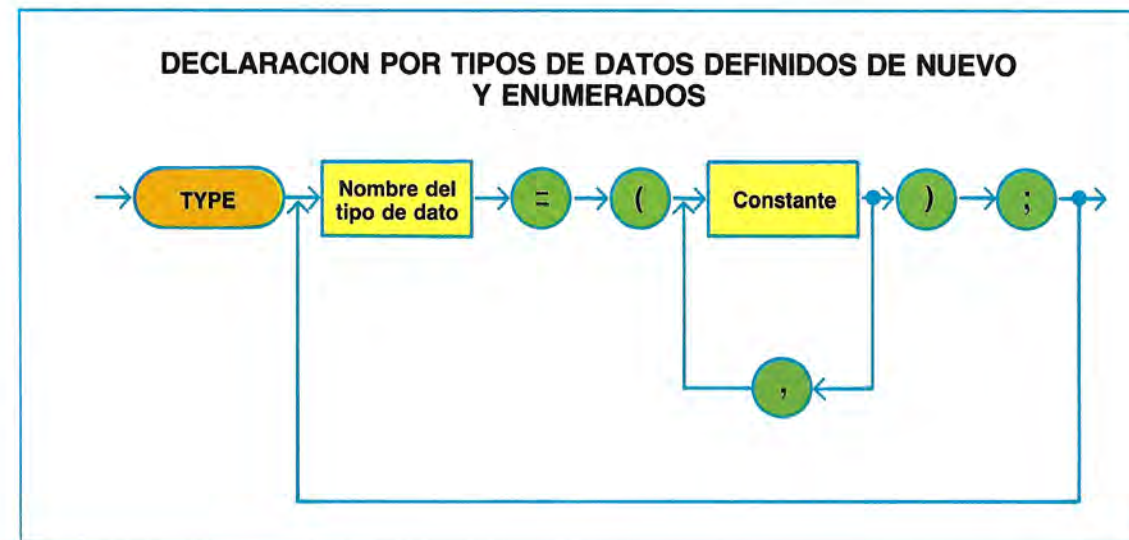 DECLARACION POR TIPOS DE DATOS DEFINIDOS DE NUEVO
Y ENUMERADOS
TYPE
Nombre del
tipo de dato
=
(
Constante
)
;
,